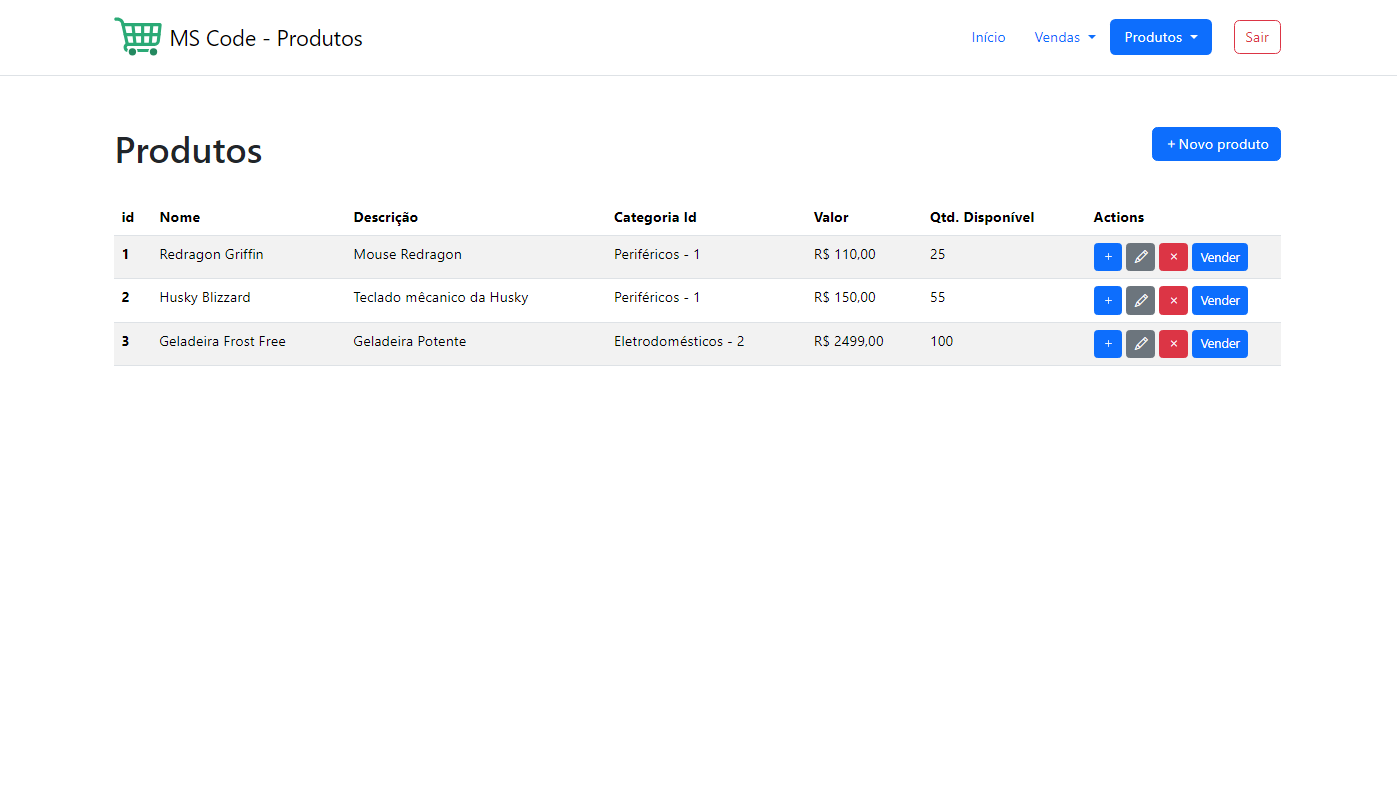 MS Code - Produtos Início Vendas Produtos Sair
Produtos + Novo produto
id Nome Descrição Categoria Id Valor Qtd. Disponível Actions
1 Redragon Griffin Mouse Redragon Periféricos - 1 R$ 110,00 25 + × Vender
2 Husky Blizzard Teclado mêcanico da Husky Periféricos - 1 R$ 150,00 55 + × Vender
3 Geladeira Frost Free Geladeira Potente Eletrodomésticos - 2 R$ 2499,00 100 + × Vender